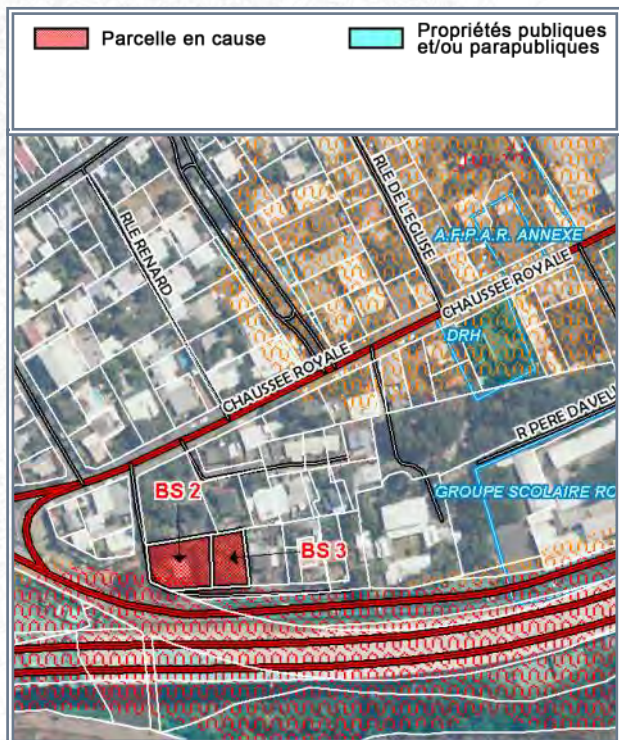 Parcelle en cause
Propriétés publiques
et/ou parapubliques
RUE RENARD
RUE DE L'EGLISE
A.F.P.A.R. ANNEXE
CHAUSSEE ROYALE
DRH
CHAUSSEE ROYALE
R PERE DAVELU
BS 2
GROUPE SCOLAIRE RO
BS 3